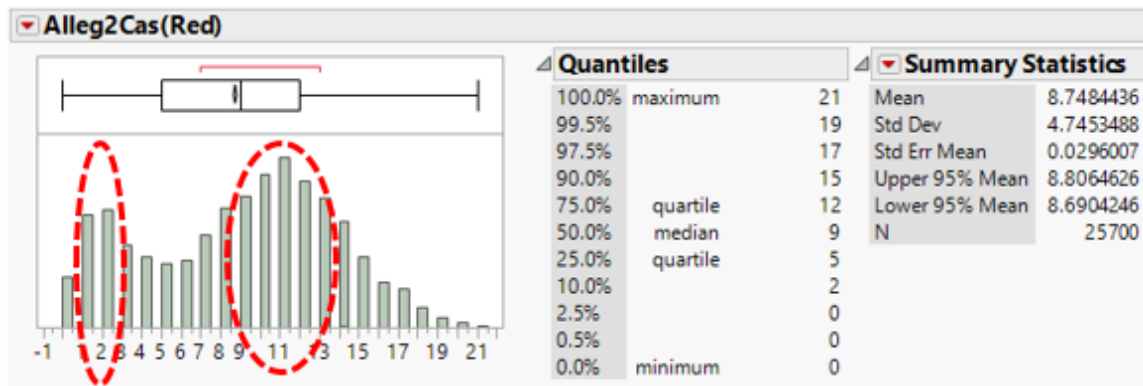 Alleg2Cas(Red)
-1 1 2 3 4 5 6 7 8 9 11 13 15 17 19 21
Quantiles
100.0% maximum 21
99.5% 19
97.5% 17
90.0% 15
75.0% quartile 12
50.0% median 9
25.0% quartile 5
10.0% 2
2.5% 0
0.5% 0
0.0% minimum 0
Summary Statistics
Mean 8.7484436
Std Dev 4.7453488
Std Err Mean 0.0296007
Upper 95% Mean 8.8064626
Lower 95% Mean 8.6904246
N 25700